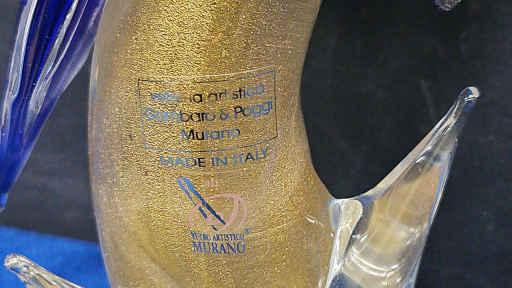 artistica
Gambaro & Poggi
Murano
MADE IN ITALY
VETRO ARTISTICO®
MURANO